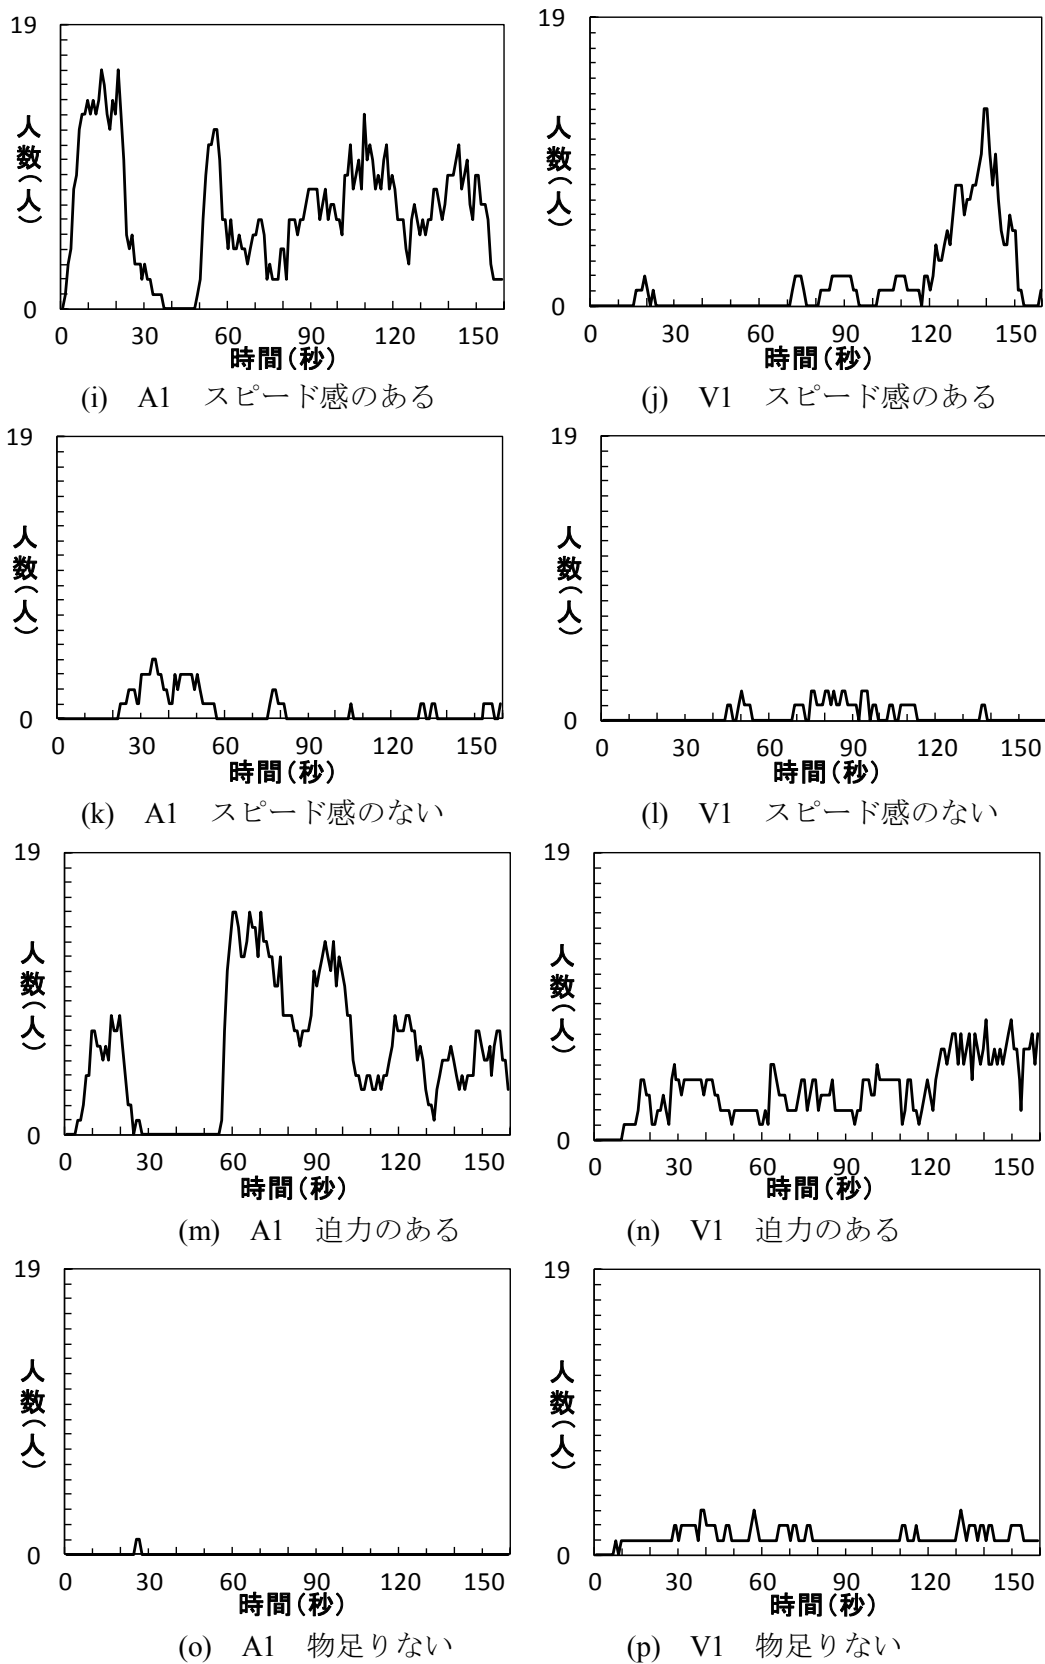 19
人数(人)
0
0 30 60 90 120 150
時間(秒)
(i) A1 スピード感のある
19
人数(人)
0
0 30 60 90 120 150
時間(秒)
(j) V1 スピード感のある
19
人数(人)
0
0 30 60 90 120 150
時間(秒)
(k) A1 スピード感のない
19
人数(人)
0
0 30 60 90 120 150
時間(秒)
(l) V1 スピード感のない
19
人数(人)
0
0 30 60 90 120 150
時間(秒)
(m) A1 迫力のある
19
人数(人)
0
0 30 60 90 120 150
時間(秒)
(n) V1 迫力のある
19
人数(人)
0
0 30 60 90 120 150
時間(秒)
(o) A1 物足りない
19
人数(人)
0
0 30 60 90 120 150
時間(秒)
(p) V1 物足りない